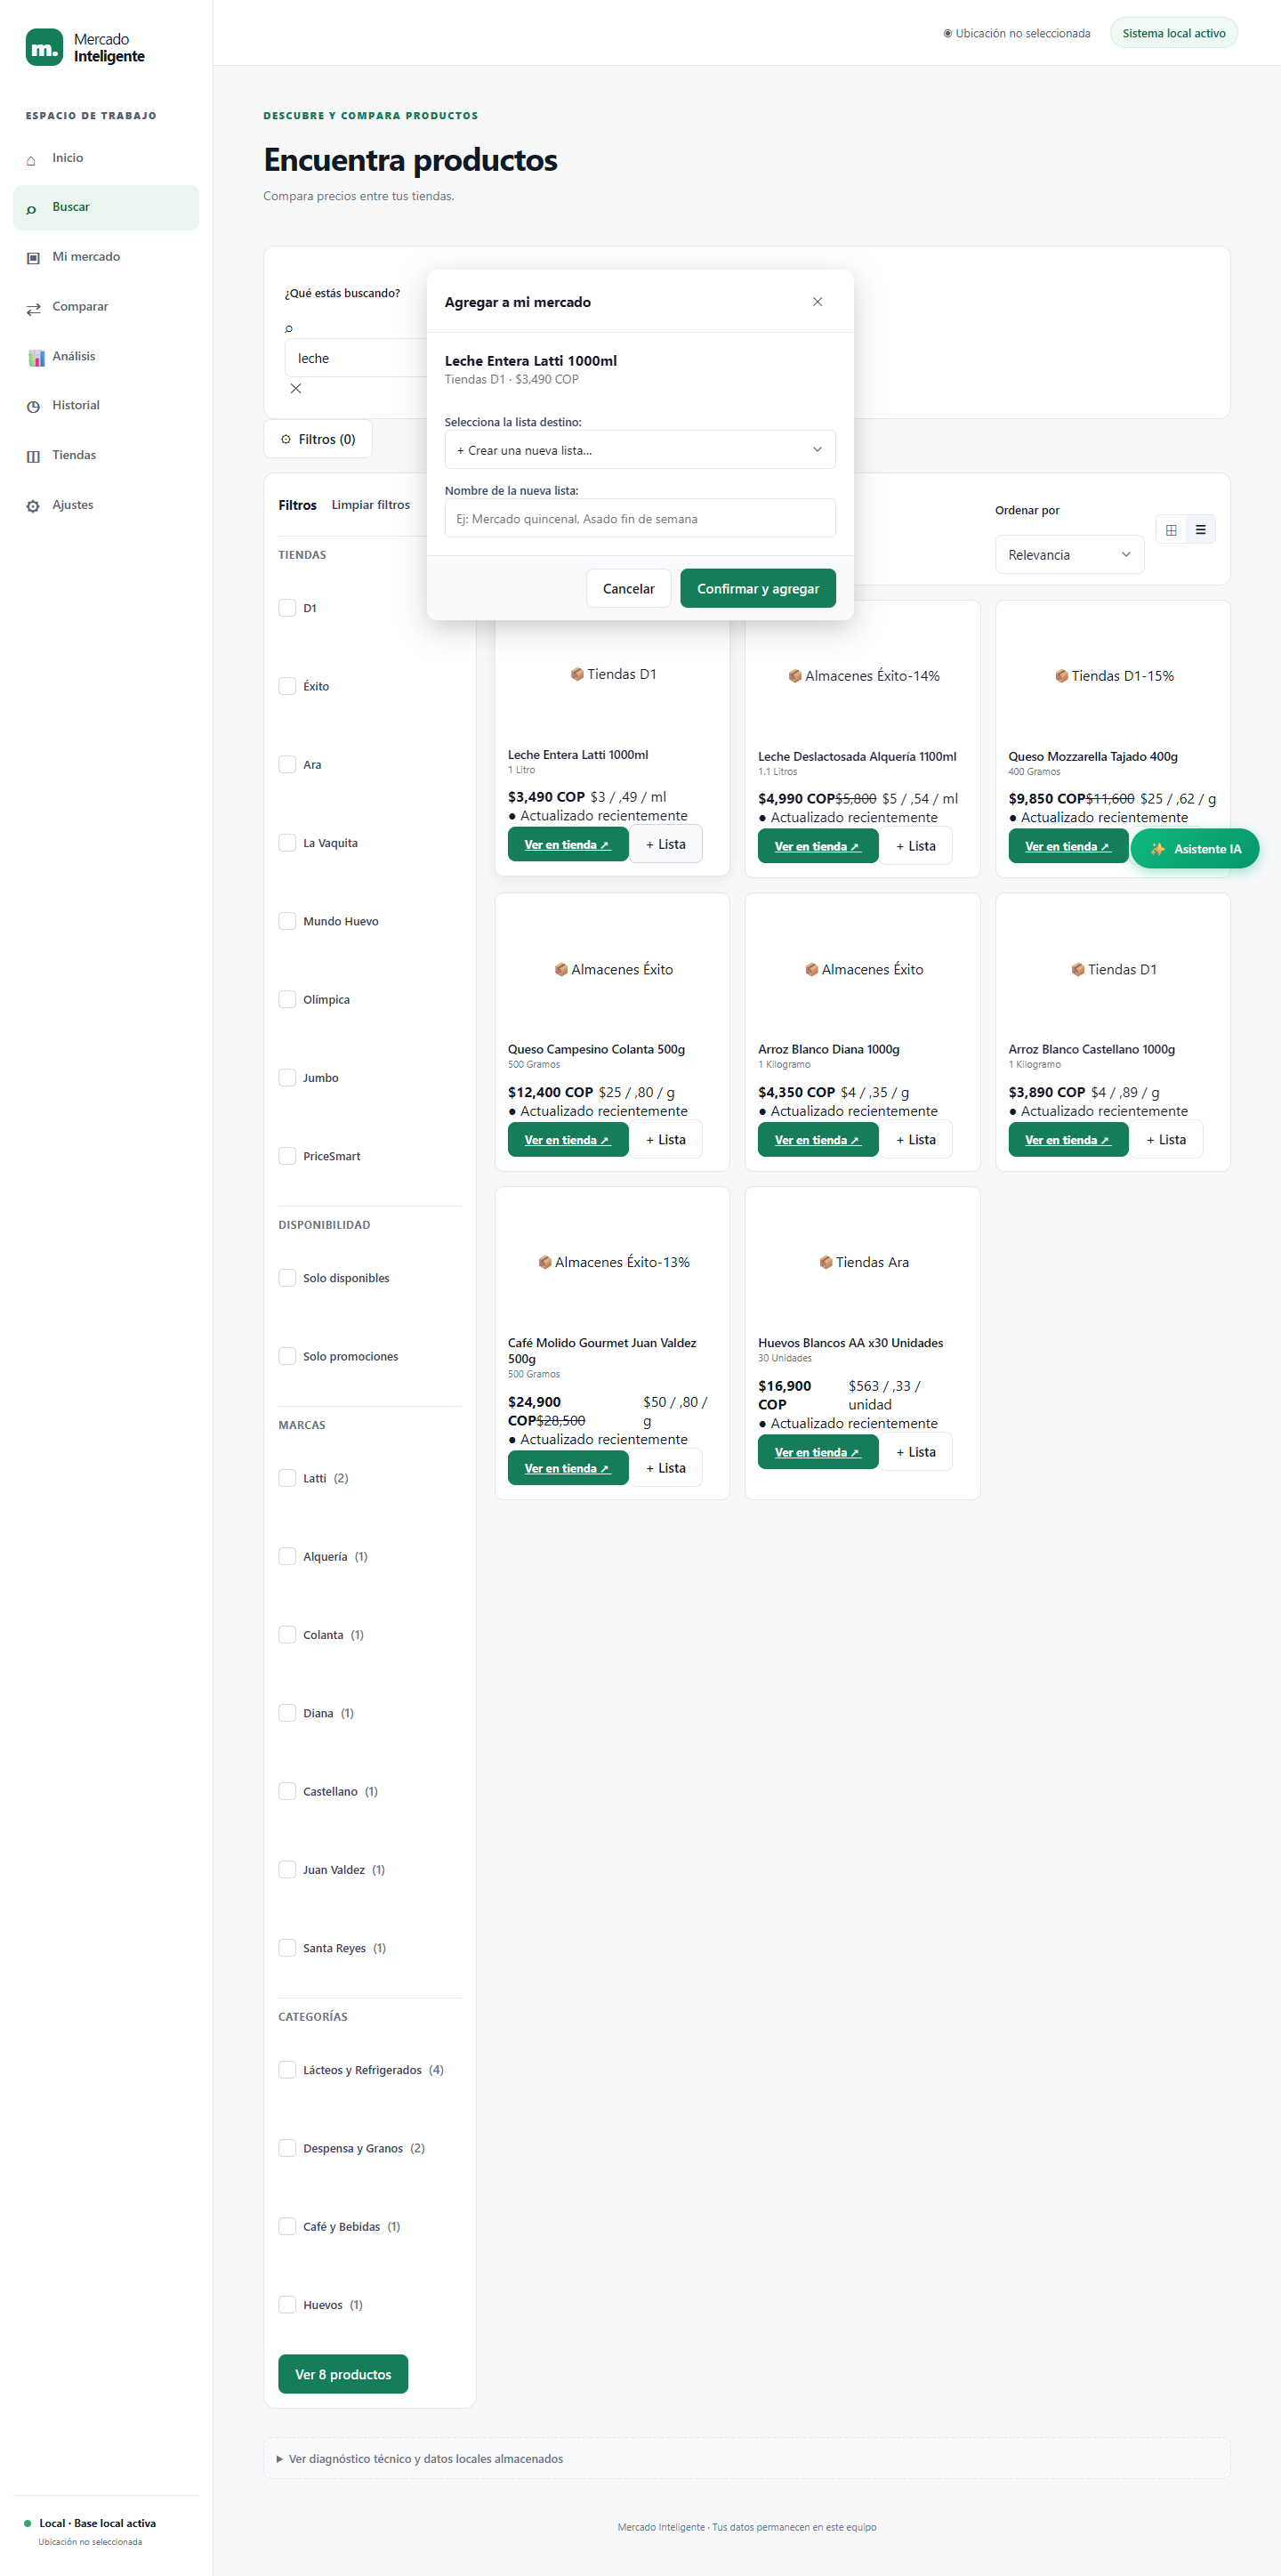 m.
Mercado
Inteligente
ESPACIO DE TRABAJO
Inicio
Buscar
Mi mercado
Comparar
Análisis
Historial
Tiendas
Ajustes
Local · Base local activa
Ubicación no seleccionada
◉ Ubicación no seleccionada
Sistema local activo
DESCUBRE Y COMPARA PRODUCTOS
Encuentra productos
Compara precios entre tus tiendas.
¿Qué estás buscando?
leche
Filtros (0)
Agregar a mi mercado
Leche Entera Latti 1000ml
Tiendas D1 · $3,490 COP
Selecciona la lista destino:
+ Crear una nueva lista...
Nombre de la nueva lista:
Ej: Mercado quincenal, Asado fin de semana
Cancelar
Confirmar y agregar
Filtros
Limpiar filtros
TIENDAS
D1
Éxito
Ara
La Vaquita
Mundo Huevo
Olímpica
Jumbo
PriceSmart
DISPONIBILIDAD
Solo disponibles
Solo promociones
MARCAS
Latti (2)
Alquería (1)
Colanta (1)
Diana (1)
Castellano (1)
Juan Valdez (1)
Santa Reyes (1)
CATEGORÍAS
Lácteos y Refrigerados (4)
Despensa y Granos (2)
Café y Bebidas (1)
Huevos (1)
Ver 8 productos
Ordenar por
Relevancia
📦 Tiendas D1
Leche Entera Latti 1000ml
1 Litro
$3,490 COP $3 / ,49 / ml
● Actualizado recientemente
Ver en tienda ↗
+ Lista
📦 Almacenes Éxito-14%
Leche Deslactosada Alquería 1100ml
1.1 Litros
$4,990 COP$5,800 $5 / ,54 / ml
● Actualizado recientemente
Ver en tienda ↗
+ Lista
📦 Tiendas D1-15%
Queso Mozzarella Tajado 400g
400 Gramos
$9,850 COP$11,600 $25 / ,62 / g
● Actualizado recientemente
Ver en tienda ↗
✨ Asistente IA
📦 Almacenes Éxito
Queso Campesino Colanta 500g
500 Gramos
$12,400 COP $25 / ,80 / g
● Actualizado recientemente
Ver en tienda ↗
+ Lista
📦 Almacenes Éxito
Arroz Blanco Diana 1000g
1 Kilogramo
$4,350 COP $4 / ,35 / g
● Actualizado recientemente
Ver en tienda ↗
+ Lista
📦 Tiendas D1
Arroz Blanco Castellano 1000g
1 Kilogramo
$3,890 COP $4 / ,89 / g
● Actualizado recientemente
Ver en tienda ↗
+ Lista
📦 Almacenes Éxito-13%
Café Molido Gourmet Juan Valdez
500g
500 Gramos
$24,900 $50 / ,80 /
COP$28,500 g
● Actualizado recientemente
Ver en tienda ↗
+ Lista
📦 Tiendas Ara
Huevos Blancos AA x30 Unidades
30 Unidades
$16,900 $563 / ,33 /
COP unidad
● Actualizado recientemente
Ver en tienda ↗
+ Lista
▶ Ver diagnóstico técnico y datos locales almacenados
Mercado Inteligente · Tus datos permanecen en este equipo